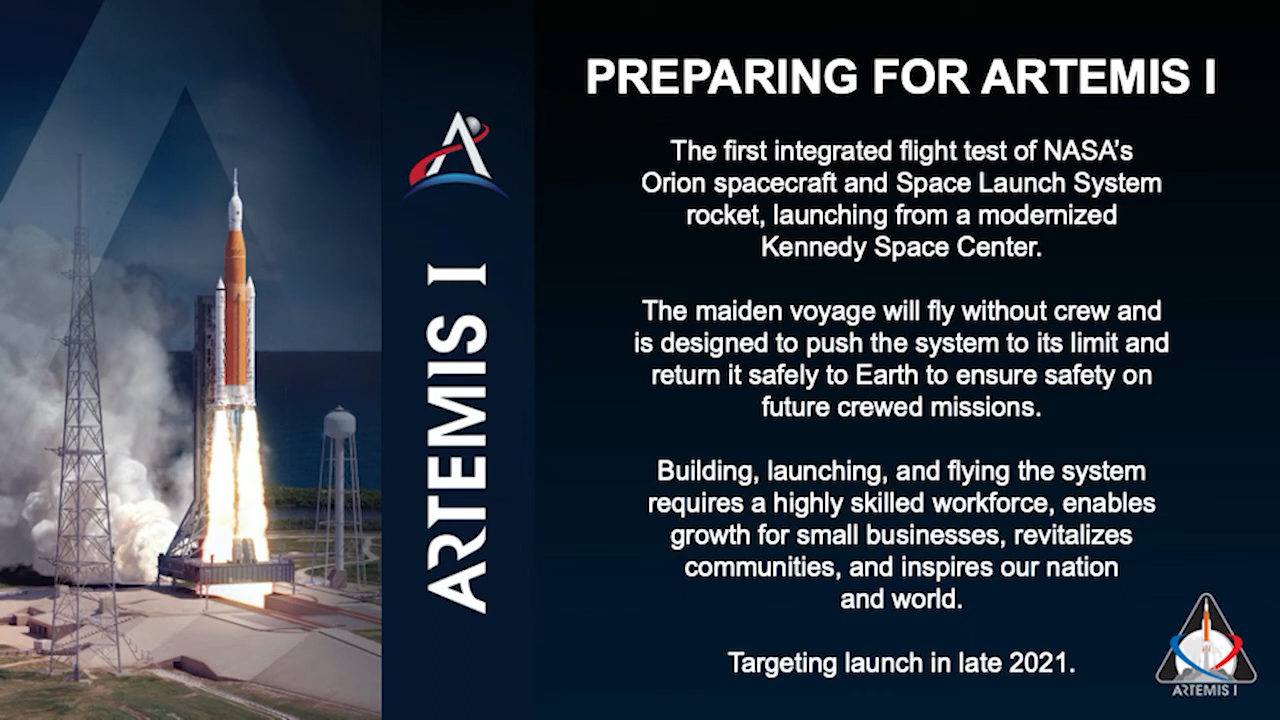 ARTEMIS I
PREPARING FOR ARTEMIS I
The first integrated flight test of NASA's
Orion spacecraft and Space Launch System
rocket, launching from a modernized
Kennedy Space Center.
The maiden voyage will fly without crew and
is designed to push the system to its limit and
return it safely to Earth to ensure safety on
future crewed missions.
Building, launching, and flying the system
requires a highly skilled workforce, enables
growth for small businesses, revitalizes
communities, and inspires our nation
and world.
Targeting launch in late 2021.
ARTEMIS I